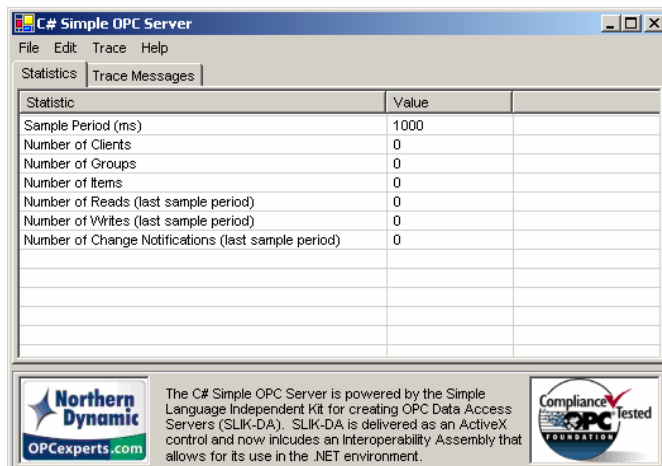 C# Simple OPC Server
File Edit Trace Help
Statistics Trace Messages
Statistic Value
Sample Period (ms) 1000
Number of Clients 0
Number of Groups 0
Number of Items 0
Number of Reads (last sample period) 0
Number of Writes (last sample period) 0
Number of Change Notifications (last sample period) 0
Northern
Dynamic
OPCexperts.com
The C# Simple OPC Server is powered by the Simple
Language Independent Kit for creating OPC Data Access
Servers (SLIK-DA). SLIK-DA is delivered as an ActiveX
control and now inlcudes an Interoperability Assembly that
allows for its use in the .NET environment.
Compliance
Tested
OPC
FOUNDATION